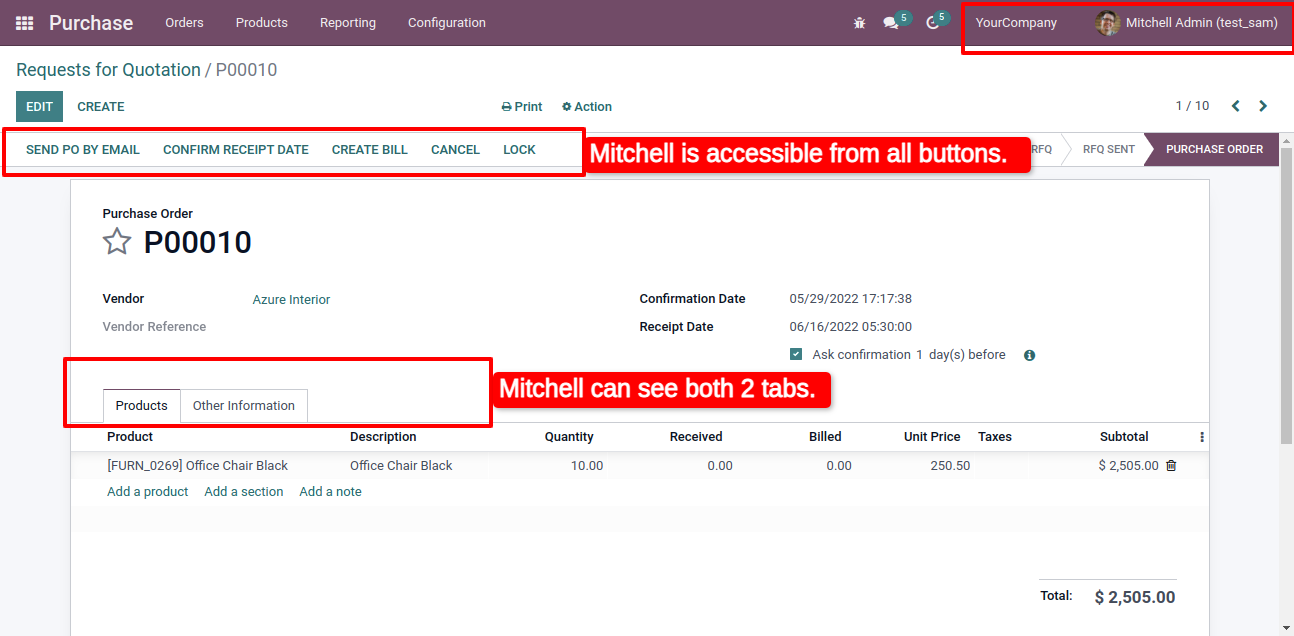 Purchase Orders Products Reporting Configuration 5 5 YourCompany Mitchell Admin (test_sam)
Requests for Quotation / P00010
EDIT CREATE Print Action 1 / 10
SEND PO BY EMAIL CONFIRM RECEIPT DATE CREATE BILL CANCEL LOCK Mitchell is accessible from all buttons. RFQ RFQ SENT PURCHASE ORDER
Purchase Order
P00010
Vendor Azure Interior Confirmation Date 05/29/2022 17:17:38
Vendor Reference Receipt Date 06/16/2022 05:30:00
Ask confirmation 1 day(s) before
Mitchell can see both 2 tabs.
Products Other Information
Product Description Quantity Received Billed Unit Price Taxes Subtotal
[FURN_0269] Office Chair Black Office Chair Black 10.00 0.00 0.00 250.50 $ 2,505.00
Add a product Add a section Add a note
Total: $ 2,505.00